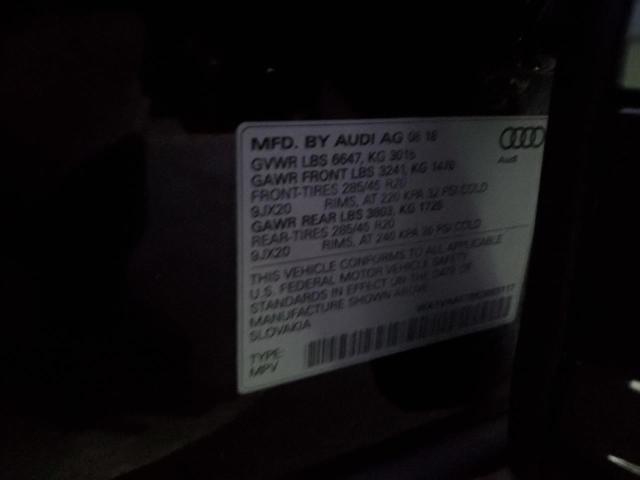 MFD. BY AUDI AG 06 18
GVWR LBS 6647, KG 3015
GAWR FRONT LBS 3241, KG 1470
FRONT-TIRES 285/45 R20
9JX20 RIMS, AT 220 KPA 32 PSI COLD
GAWR REAR LBS 3803, KG 1725
REAR-TIRES 285/45 R20
9JX20 RIMS, AT 240 KPA PSI COLD
THIS VEHICLE CONFORMS TO ALL APPLICABLE
U.S. FEDERAL MOTOR VEHICLE SAFETY
STANDARDS IN EFFECT ON THE DATE OF
MANUFACTURE SHOWN ABOVE
SLOVAKIA
TYPE:
MPV
Audi